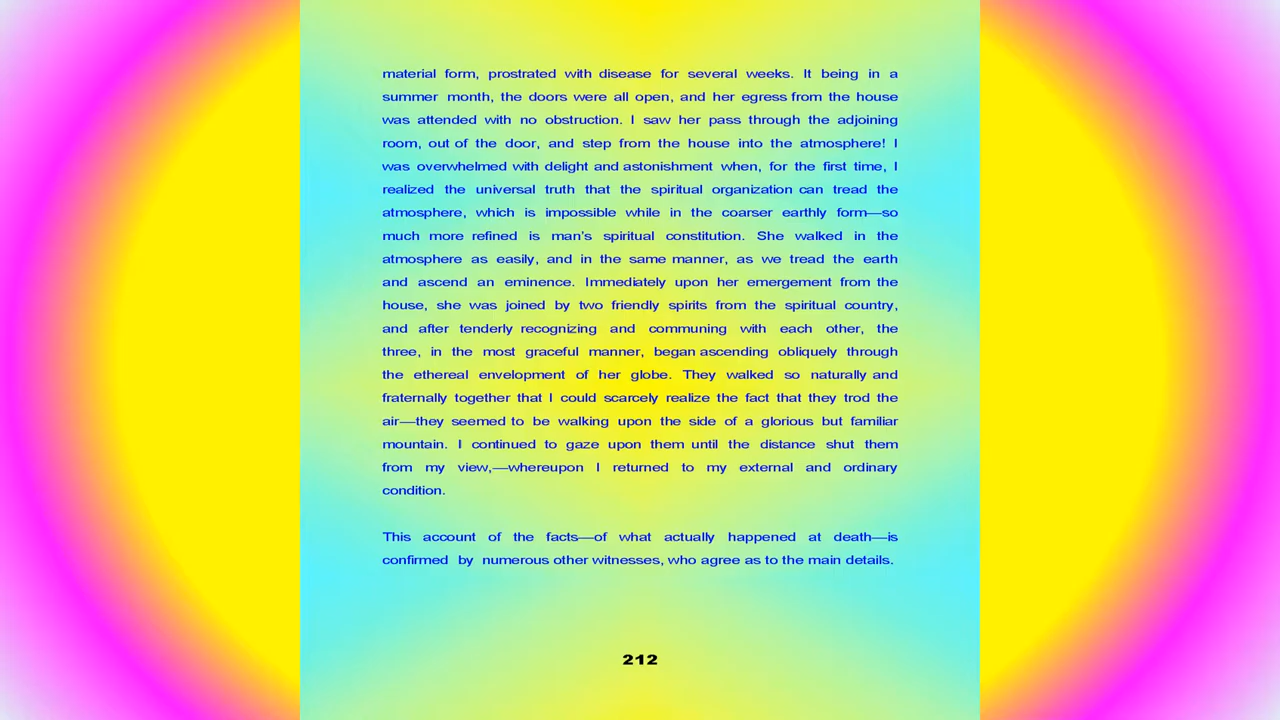 material form, prostrated with disease for several weeks. It being in a
summer month, the doors were all open, and her egress from the house
was attended with no obstruction. I saw her pass through the adjoining
room, out of the door, and step from the house into the atmosphere! I
was overwhelmed with delight and astonishment when, for the first time, I
realized the universal truth that the spiritual organization can tread the
atmosphere, which is impossible while in the coarser earthly form—so
much more refined is man's spiritual constitution. She walked in the
atmosphere as easily, and in the same manner, as we tread the earth
and ascend an eminence. Immediately upon her emergement from the
house, she was joined by two friendly spirits from the spiritual country,
and after tenderly recognizing and communing with each other, the
three, in the most graceful manner, began ascending obliquely through
the ethereal envelopment of her globe. They walked so naturally and
fraternally together that I could scarcely realize the fact that they trod the
air—they seemed to be walking upon the side of a glorious but familiar
mountain. I continued to gaze upon them until the distance shut them
from my view,—whereupon I returned to my external and ordinary
condition.
This account of the facts—of what actually happened at death—is
confirmed by numerous other witnesses, who agree as to the main details.
212